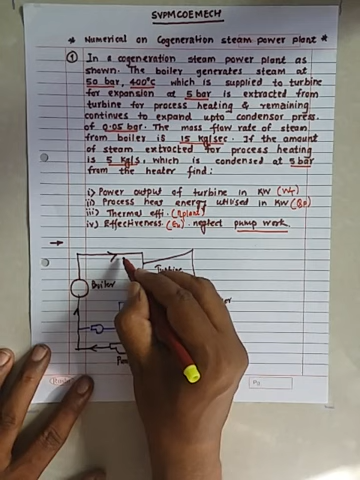 SVPMCOEMECH
* Numerical on Cogeneration steam power plant *
① In a cogeneration steam power plant as
shown. The boiler generates steam at
50 bar, 400°C which is supplied to turbine
for expansion at 5 bar is extracted from
turbine for process heating & remaining
continues to expand upto condensor press.
of 0.05 bar. The mass flow rate of steam
from boiler is 15 kg/sec. If the amount
of steam extracted for process heating
is 5 kg/s, which is condensed at 5 bar
from the heater find:
i) Power output of turbine in KW (WT)
ii) Process heat energy utilised in KW (Qp)
iii) Thermal effi. (ηplant)
iv) Effectiveness (Eu) neglect pump work.
→
Turbine
Boiler